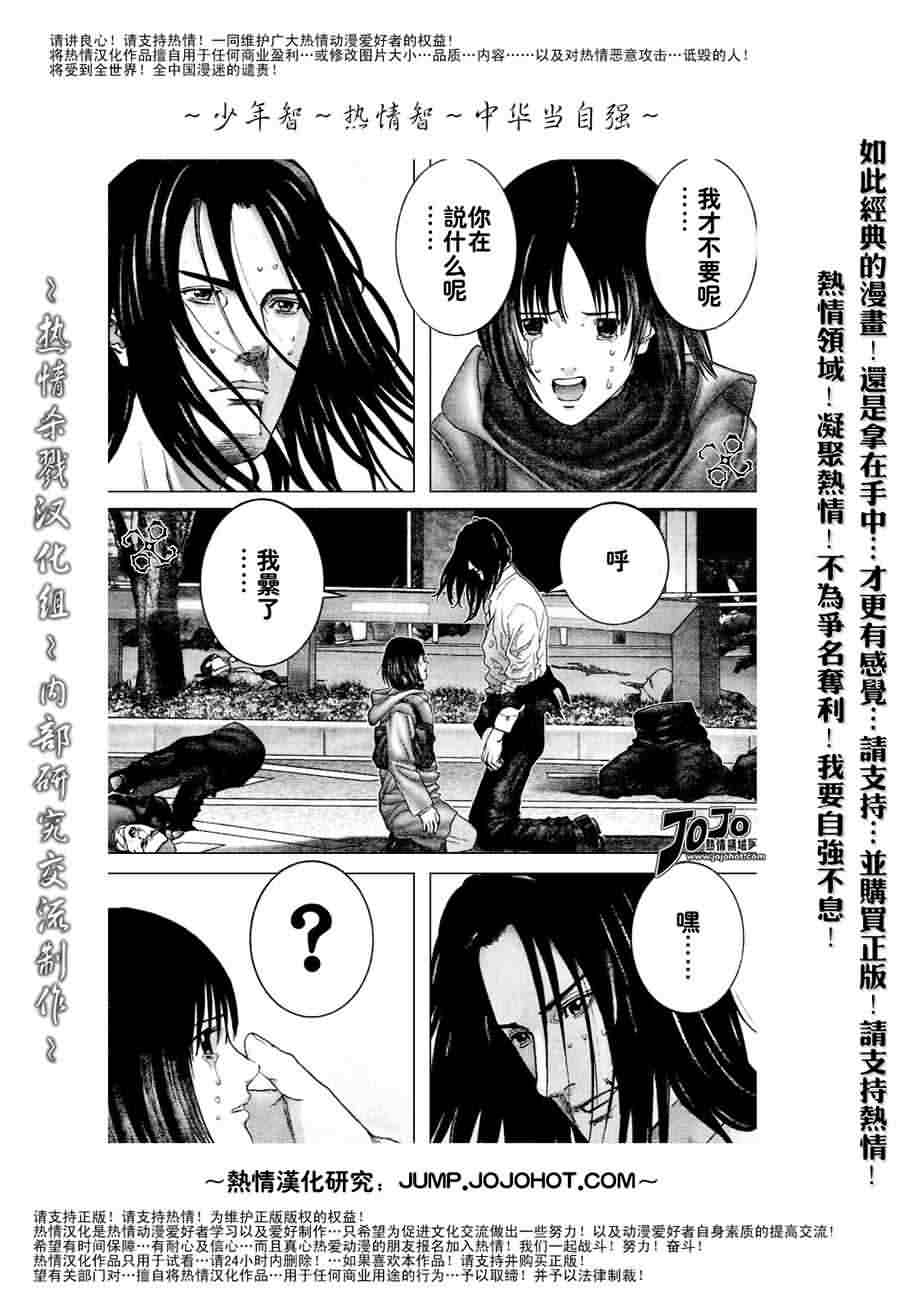 请讲良心！请支持热情！一同维护广大热情动漫爱好者的权益！
将热情汉化作品擅自用于任何商业盈利…或修改图片大小…品质…内容……以及对热情恶意攻击…诋毁的人！
将受到全世界！全中国漫迷的谴责！
～少年智～热情智～中华当自强～
如此經典的漫畫！還是拿在手中…才更有感覺…請支持…並購買正版！請支持熱情！
熱情領域！凝聚熱情！不為爭名奪利！我要自強不息！
我才不要呢
……
你在
説什么呢
……
呼
我纍了
……
JOJO
熱情領域
www.jojohot.com
嘿
……
？
～热情杀戮汉化组～内部研究交流制作～
～熱情漢化研究：JUMP.JOJOHOT.COM～
请支持正版！请支持热情！为维护正版版权的权益！
热情汉化是热情动漫爱好者学习以及爱好制作…只希望为促进文化交流做出一些努力！以及动漫爱好者自身素质的提高交流！
希望有时间保障…有耐心及信心…而且真心热爱动漫的朋友报名加入热情！我们一起战斗！努力！奋斗！
热情汉化作品只用于试看…请24小时内删除！…如果喜欢本作品！请支持并购买正版！
望有关部门对…擅自将热情汉化作品…用于任何商业用途的行为…予以取缔！并予以法律制裁！